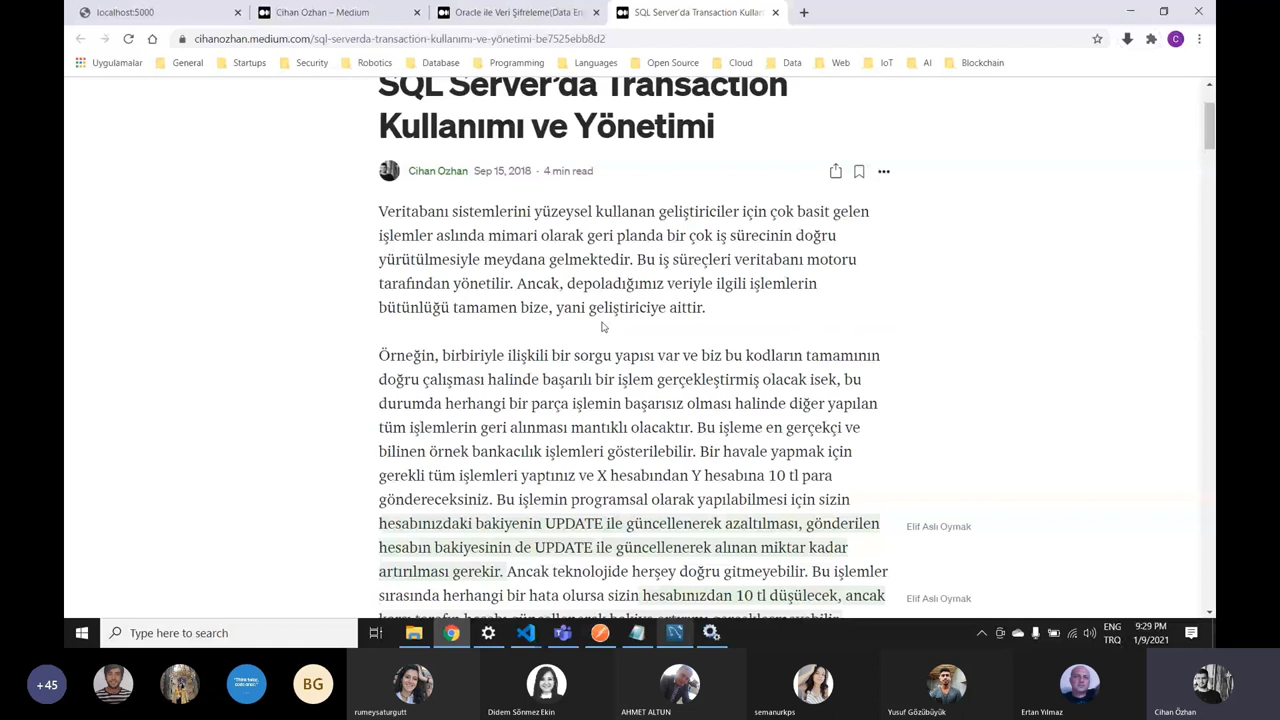 localhost:5000
Cihan Ozhan – Medium
Oracle ile Veri Şifreleme(Data En
SQL Server'da Transaction Kullan
cihanozhan.medium.com/sql-serverda-transaction-kullanımı-ve-yönetimi-be7525ebb8d2
Uygulamalar
General
Startups
Security
Robotics
Database
Programming
Languages
Open Source
Cloud
Data
Web
IoT
AI
Blockchain
SQL Server'da Transaction
Kullanımı ve Yönetimi
Cihan Ozhan Sep 15, 2018 · 4 min read
Veritabanı sistemlerini yüzeysel kullanan geliştiriciler için çok basit gelen
işlemler aslında mimari olarak geri planda bir çok iş sürecinin doğru
yürütülmesiyle meydana gelmektedir. Bu iş süreçleri veritabanı motoru
tarafından yönetilir. Ancak, depoladığımız veriyle ilgili işlemlerin
bütünlüğü tamamen bize, yani geliştiriciye aittir.
Örneğin, birbiriyle ilişkili bir sorgu yapısı var ve biz bu kodların tamamının
doğru çalışması halinde başarılı bir işlem gerçekleştirmiş olacak isek, bu
durumda herhangi bir parça işlemin başarısız olması halinde diğer yapılan
tüm işlemlerin geri alınması mantıklı olacaktır. Bu işleme en gerçekçi ve
bilinen örnek bankacılık işlemleri gösterilebilir. Bir havale yapmak için
gerekli tüm işlemleri yaptınız ve X hesabından Y hesabına 10 tl para
göndereceksiniz. Bu işlemin programsal olarak yapılabilmesi için sizin
hesabınızdaki bakiyenin UPDATE ile güncellenerek azaltılması, gönderilen
Elif Aslı Oymak
hesabın bakiyesinin de UPDATE ile güncellenerek alınan miktar kadar
artırılması gerekir. Ancak teknolojide herşey doğru gitmeyebilir. Bu işlemler
sırasında herhangi bir hata olursa sizin hesabınızdan 10 tl düşülecek, ancak
Elif Aslı Oymak
Type here to search
ENG
TRQ
9:29 PM
1/9/2021
+45
BG
rumeysaturgutt
Didem Sönmez Ekin
AHMET ALTUN
semanurkps
Yusuf Gözübüyük
Ertan Yılmaz
Cihan Özhan